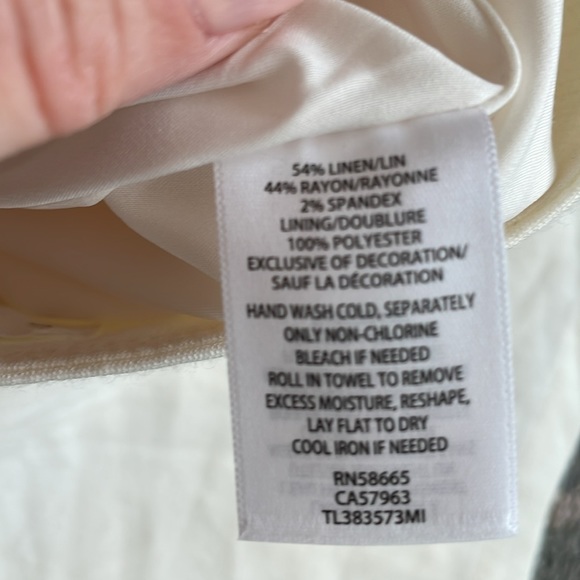 54% LINEN/LIN
44% RAYON/RAYONNE
2% SPANDEX
LINING/DOUBLURE
100% POLYESTER
EXCLUSIVE OF DECORATION/
SAUF LA DÉCORATION
HAND WASH COLD, SEPARATELY
ONLY NON-CHLORINE
BLEACH IF NEEDED
ROLL IN TOWEL TO REMOVE
EXCESS MOISTURE, RESHAPE,
LAY FLAT TO DRY
COOL IRON IF NEEDED
RN58665
CA57963
TL383573MI